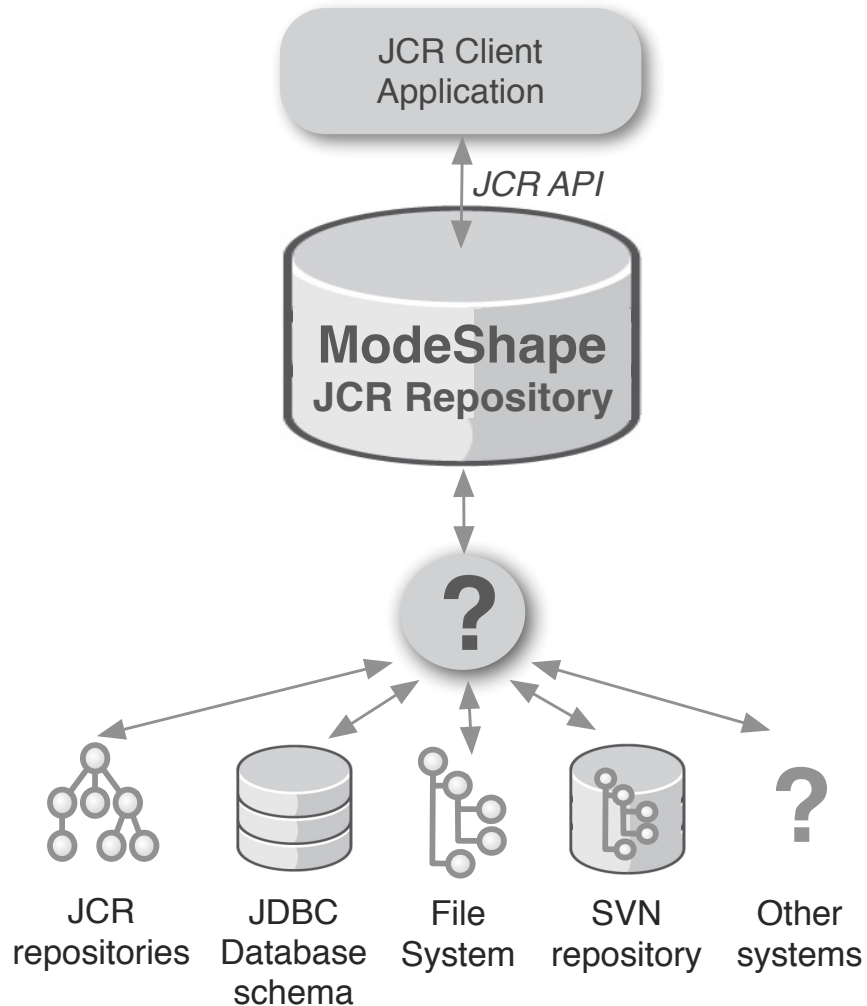 JCR Client
Application
JCR API
ModeShape
JCR Repository
?
?
JCR
repositories
JDBC
Database
schema
File
System
SVN
repository
Other
systems